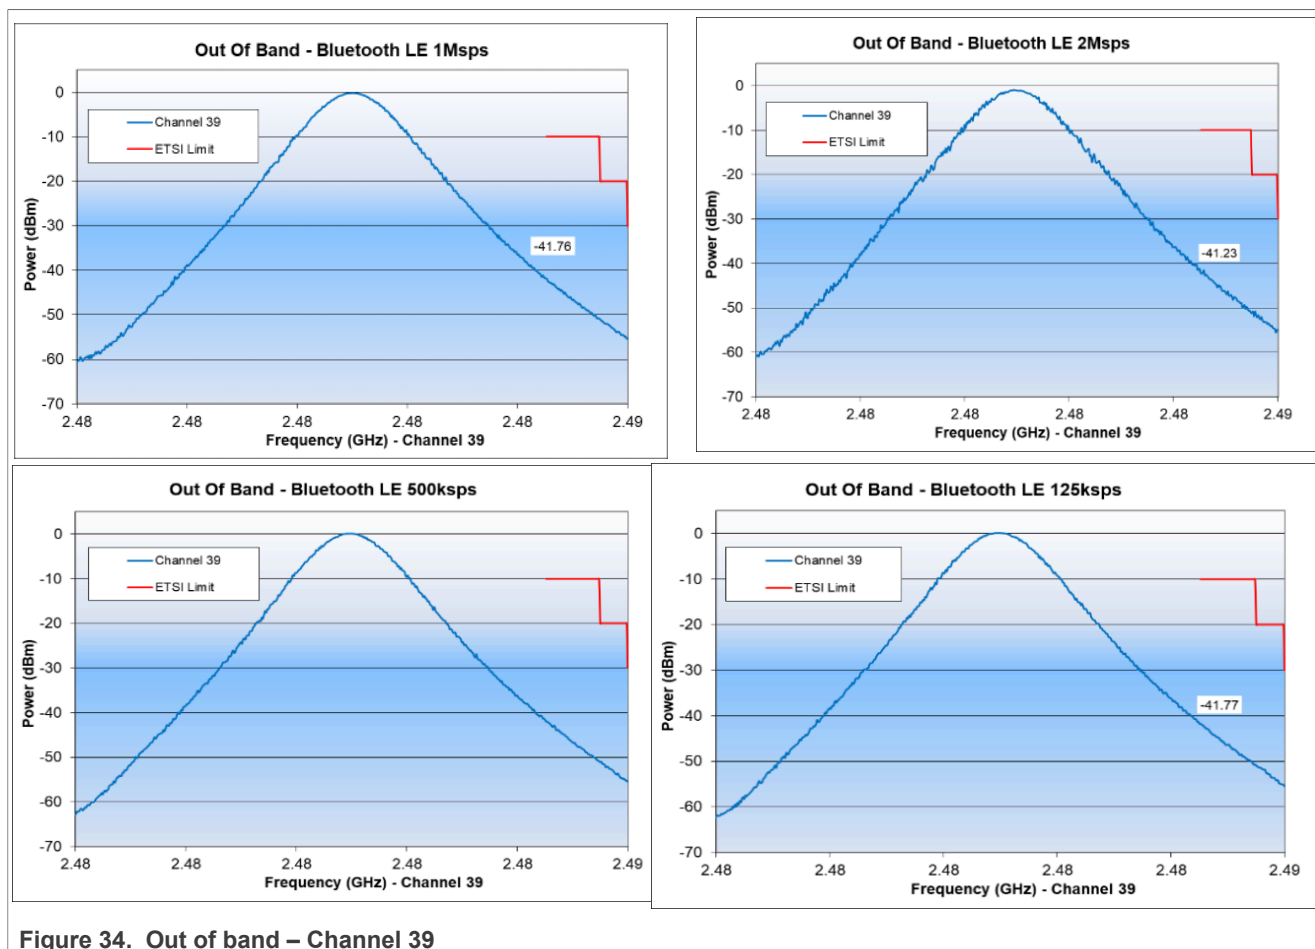 Out Of Band - Bluetooth LE 1Msps
Power (dBm)
0
-10
-20
-30
-40
-50
-60
-70
Channel 39
ETSI Limit
-41.76
2.48 2.48 2.48 2.48 2.48 2.49
Frequency (GHz) - Channel 39
Out Of Band - Bluetooth LE 2Msps
Power (dBm)
0
-10
-20
-30
-40
-50
-60
-70
Channel 39
ETSI Limit
-41.23
2.48 2.48 2.48 2.48 2.48 2.49
Frequency (GHz) - Channel 39
Out Of Band - Bluetooth LE 500ksps
Power (dBm)
0
-10
-20
-30
-40
-50
-60
-70
Channel 39
ETSI Limit
2.48 2.48 2.48 2.48 2.48 2.49
Frequency (GHz) - Channel 39
Out Of Band - Bluetooth LE 125ksps
Power (dBm)
0
-10
-20
-30
-40
-50
-60
-70
Channel 39
ETSI Limit
-41.77
2.48 2.48 2.48 2.48 2.48 2.49
Frequency (GHz) - Channel 39
Figure 34. Out of band – Channel 39